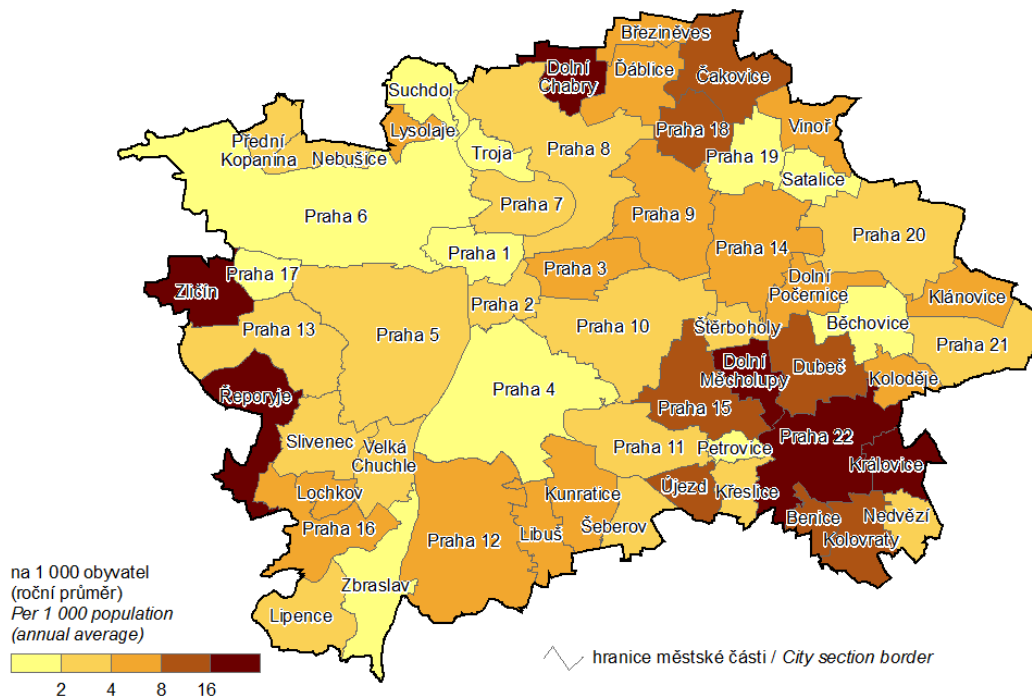 Březiněves
Dolní
Chabry
Ďáblice
Čakovice
Suchdol
Lysolaje
Praha 18
Vinoř
Přední
Kopanina
Nebušice
Troja
Praha 8
Praha 19
Satalice
Praha 6
Praha 7
Praha 9
Praha 20
Praha 1
Praha 14
Praha 17
Praha 3
Dolní
Počernice
Klánovice
Zličín
Praha 2
Praha 13
Praha 5
Praha 10
Štěrboholy
Běchovice
Praha 21
Dolní
Měcholupy
Dubeč
Koloděje
Řeporyje
Praha 4
Praha 15
Praha 22
Slivenec
Velká
Chuchle
Praha 11
Petrovice
Královice
Lochkov
Kunratice
Újezd
Křeslice
Praha 16
Praha 12
Libuš
Šeberov
Benice
Nedvězí
Kolovraty
Zbraslav
Lipence
na 1 000 obyvatel
(roční průměr)
Per 1 000 population
(annual average)
2 4 8 16
hranice městské části / City section border